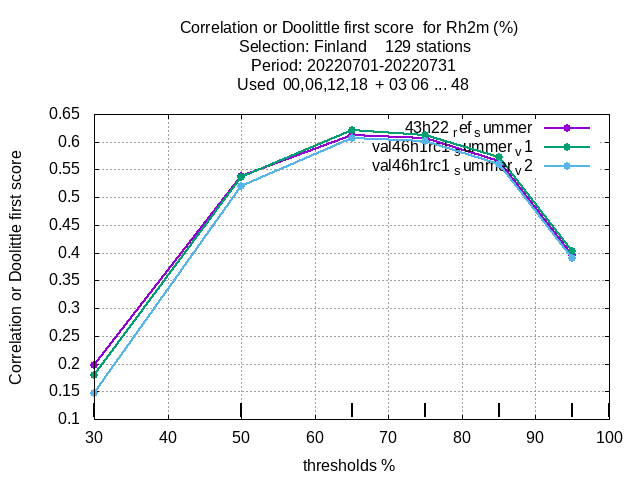 Correlation or Doolittle first score  for Rh2m (%)
Selection: Finland    129 stations
Period: 20220701-20220731
Used  00,06,12,18  + 03 06 ... 48
Correlation or Doolittle first score
0.65
0.6
0.55
0.5
0.45
0.4
0.35
0.3
0.25
0.2
0.15
0.1
43h22 ref summer
val46h1rc1 summer v1
val46h1rc1 summer v2
30 40 50 60 70 80 90 100
thresholds %